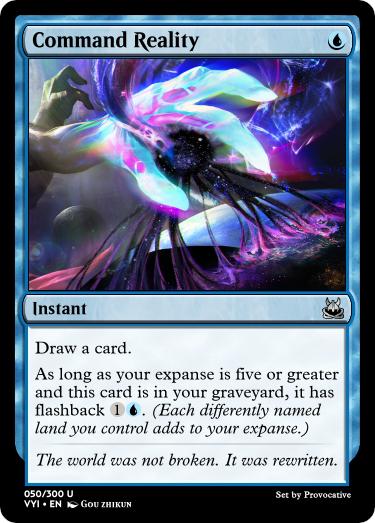 Command Reality
Instant
Draw a card.
As long as your expanse is five or greater
and this card is in your graveyard, it has
flashback 1. (Each differently named
land you control adds to your expanse.)
The world was not broken. It was rewritten.
050/300 U
VYI • EN Gou zhikun
Set by Provocative